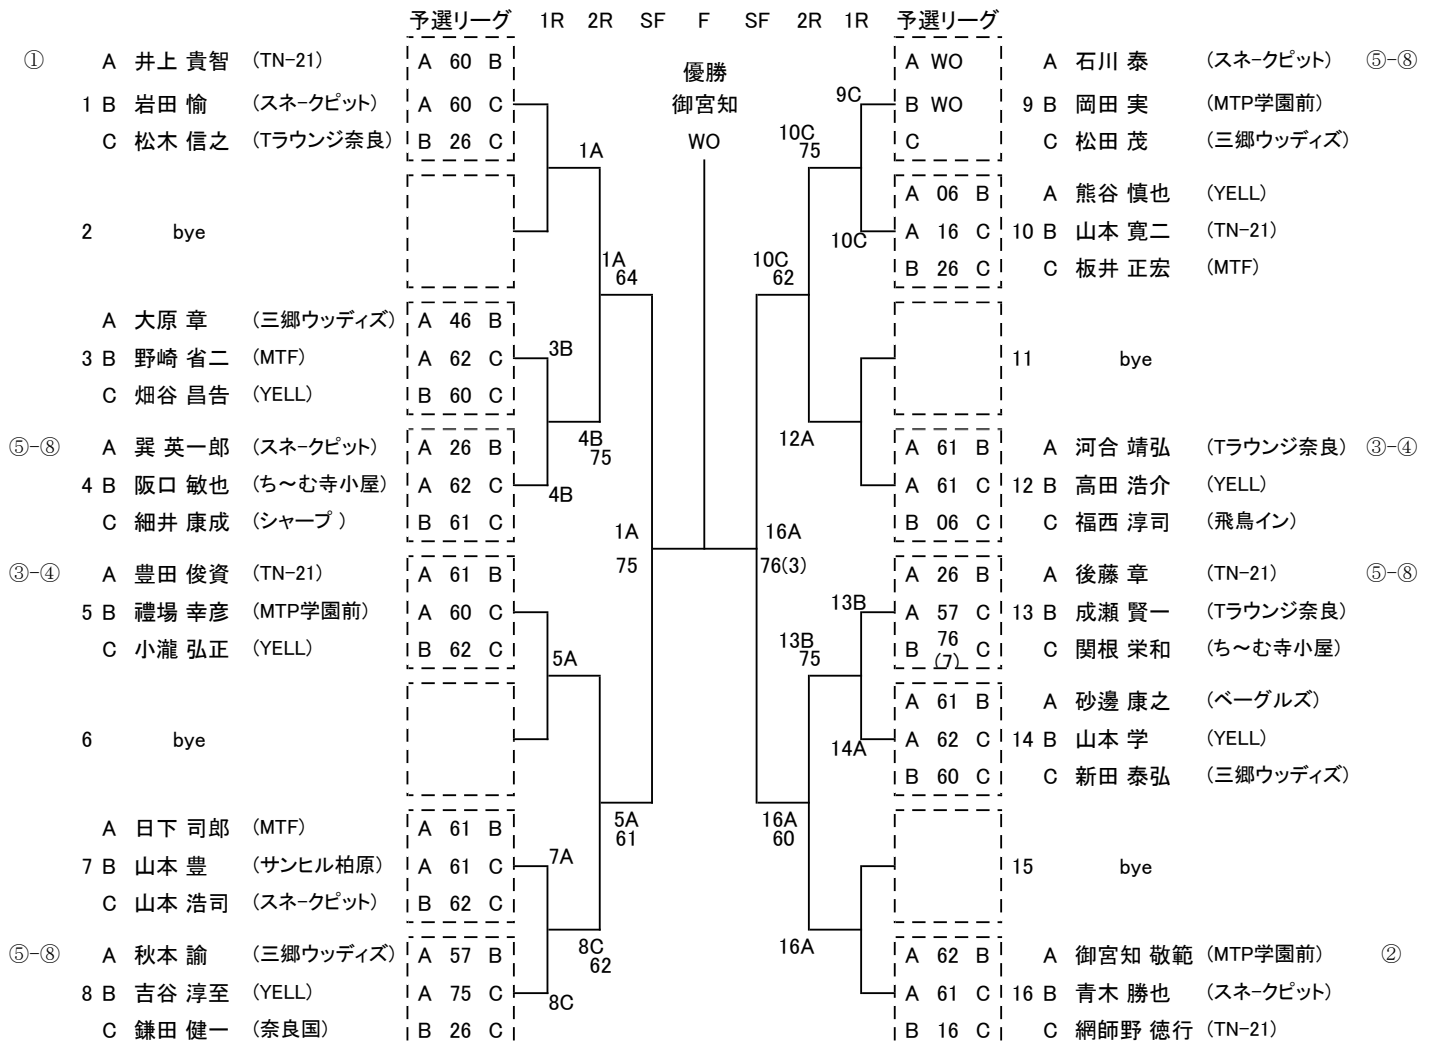 予選リーグ 1R 2R SF F SF 2R 1R 予選リーグ
① A 井上 貴智 (TN-21) A 60 B
1 B 岩田 愉 (スネークピット) A 60 C
C 松木 信之 (Tラウンジ奈良) B 26 C
1A
2 bye
1A
64
A 大原 章 (三郷ウッディズ) A 46 B
3 B 野崎 省二 (MTF) A 62 C
C 畑谷 昌告 (YELL) B 60 C
3B
⑤-⑧ A 巽 英一郎 (スネークピット) A 26 B
4 B 阪口 敏也 (ち～む寺小屋) A 62 C
C 細井 康成 (シャープ ) B 61 C
4B
75
4B
1A
75
③-④ A 豊田 俊資 (TN-21) A 61 B
5 B 禮場 幸彦 (MTP学園前) A 60 C
C 小瀧 弘正 (YELL) B 62 C
5A
6 bye
5A
61
A 日下 司郎 (MTF) A 61 B
7 B 山本 豊 (サンヒル柏原) A 61 C
C 山本 浩司 (スネークピット) B 62 C
7A
⑤-⑧ A 秋本 諭 (三郷ウッディズ) A 57 B
8 B 吉谷 淳至 (YELL) A 75 C
C 鎌田 健一 (奈良国) B 26 C
8C
62
8C
優勝
御宮知
WO
A WO A 石川 泰 (スネークピット) ⑤-⑧
B WO 9 B 岡田 実 (MTP学園前)
C C 松田 茂 (三郷ウッディズ)
9C
10C
75
A 06 B A 熊谷 慎也 (YELL)
A 16 C 10 B 山本 寛二 (TN-21)
B 26 C C 板井 正宏 (MTF)
10C
10C
62
11 bye
12A
A 61 B A 河合 靖弘 (Tラウンジ奈良) ③-④
A 61 C 12 B 高田 浩介 (YELL)
B 06 C C 福西 淳司 (飛鳥イン)
16A
76(3)
A 26 B A 後藤 章 (TN-21) ⑤-⑧
A 57 C 13 B 成瀬 賢一 (Tラウンジ奈良)
B 76(7) C C 関根 栄和 (ち～む寺小屋)
13B
13B
75
A 61 B A 砂邊 康之 (ベーグルズ)
A 62 C 14 B 山本 学 (YELL)
B 60 C C 新田 泰弘 (三郷ウッディズ)
14A
16A
60
15 bye
16A
A 62 B A 御宮知 敬範 (MTP学園前) ②
A 61 C 16 B 青木 勝也 (スネークピット)
B 16 C C 網師野 徳行 (TN-21)